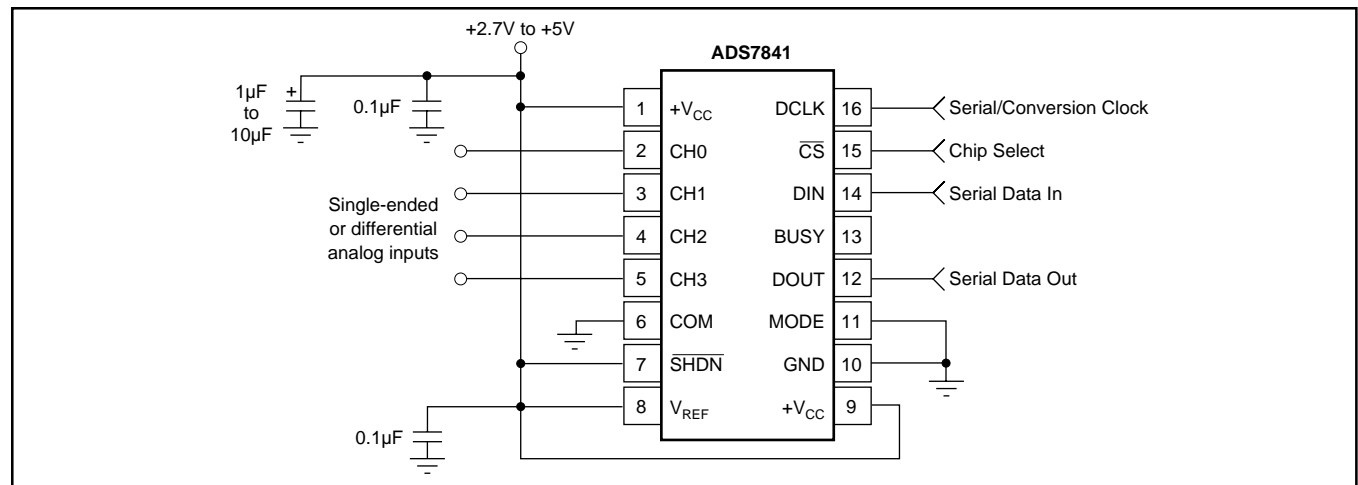 +2.7V to +5V
ADS7841
1µF
to
10µF
+
0.1µF
1 +VCC DCLK 16 Serial/Conversion Clock
2 CH0 CS 15 Chip Select
3 CH1 DIN 14 Serial Data In
Single-ended
or differential
analog inputs
4 CH2 BUSY 13
5 CH3 DOUT 12 Serial Data Out
6 COM MODE 11
7 SHDN GND 10
8 VREF +VCC 9
0.1µF